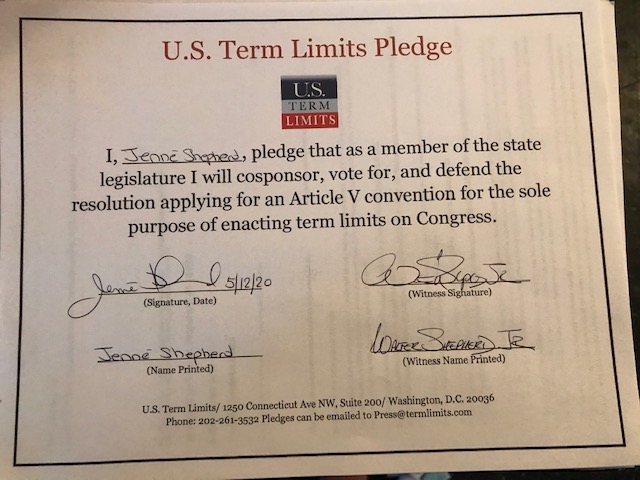 U.S. Term Limits Pledge
U.S.
TERM
LIMITS
I, Jenné Shepherd, pledge that as a member of the state
legislature I will cosponsor, vote for, and defend the
resolution applying for an Article V convention for the sole
purpose of enacting term limits on Congress.
5/12/20
(Signature, Date)
(Witness Signature)
Jenné Shepherd
Walter Shepherd Jr
(Name Printed)
(Witness Name Printed)
U.S. Term Limits/ 1250 Connecticut Ave NW, Suite 200/ Washington, D.C. 20036
Phone: 202-261-3532 Pledges can be emailed to Press@termlimits.com